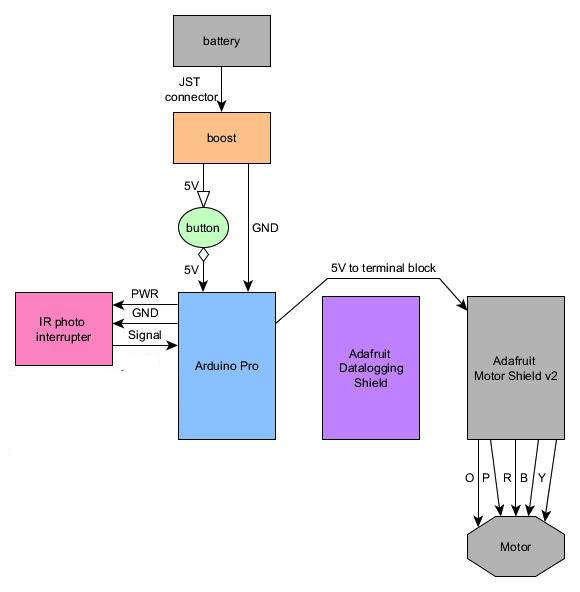 battery
JST
connector
boost
5V
button
GND
5V
5V to terminal block
PWR
GND
Signal
IR photo
interrupter
Arduino Pro
Adafruit
Datalogging
Shield
Adafruit
Motor Shield v2
O P R B Y
Motor